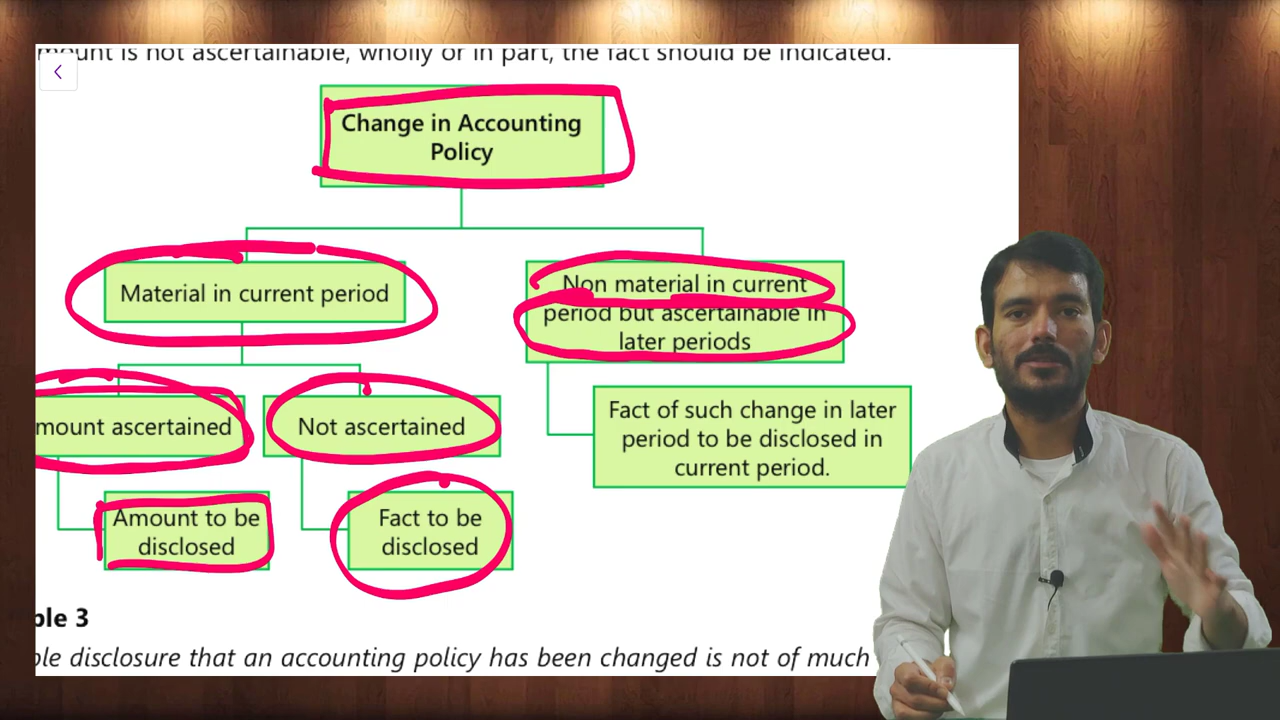 mount is not ascertainable, wholly or in part, the fact should be indicated.
Change in Accounting
Policy
Material in current period
Non material in current
period but ascertainable in
later periods
mount ascertained
Not ascertained
Fact of such change in later
period to be disclosed in
current period.
Amount to be
disclosed
Fact to be
disclosed
ble 3
ble disclosure that an accounting policy has been changed is not of much